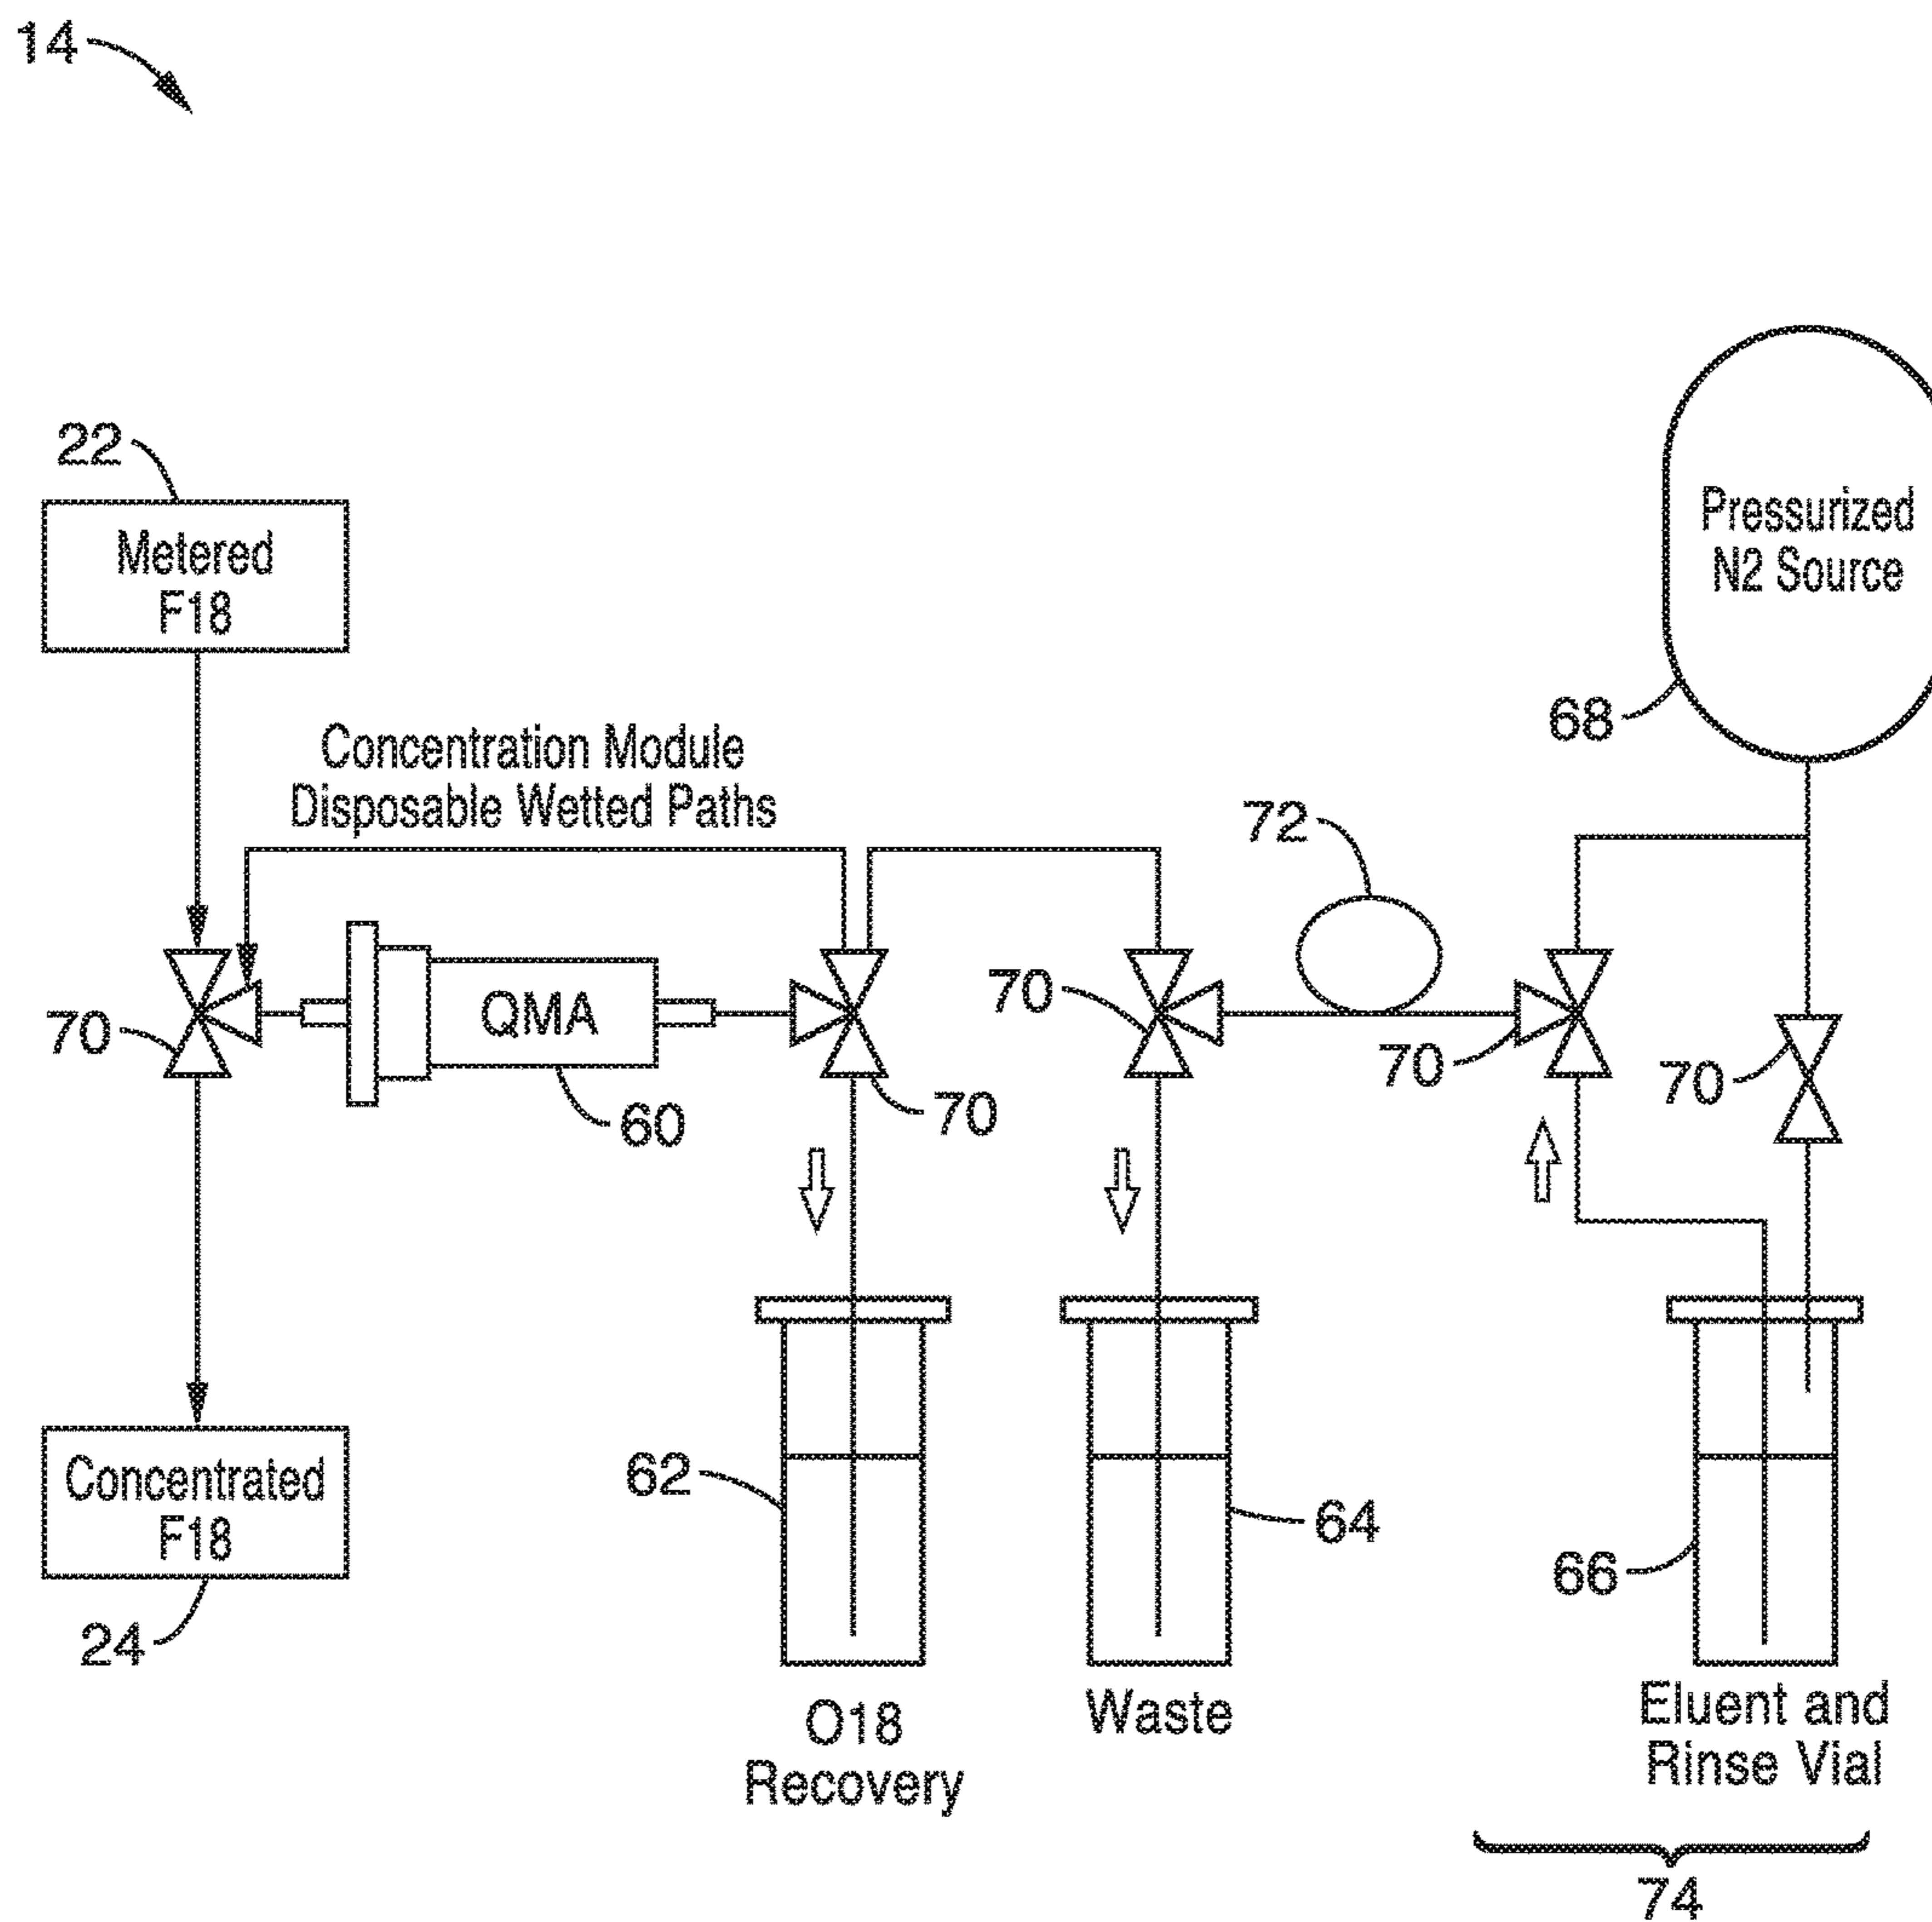 14
22
Metered
F18
Pressurized
N2 Source
68
Concentration Module
Disposable Wetted Paths
72
70
QMA
60
70
70
70
70
62
64
66
Concentrated
F18
24
O18
Recovery
Waste
Eluent and
Rinse Vial
74